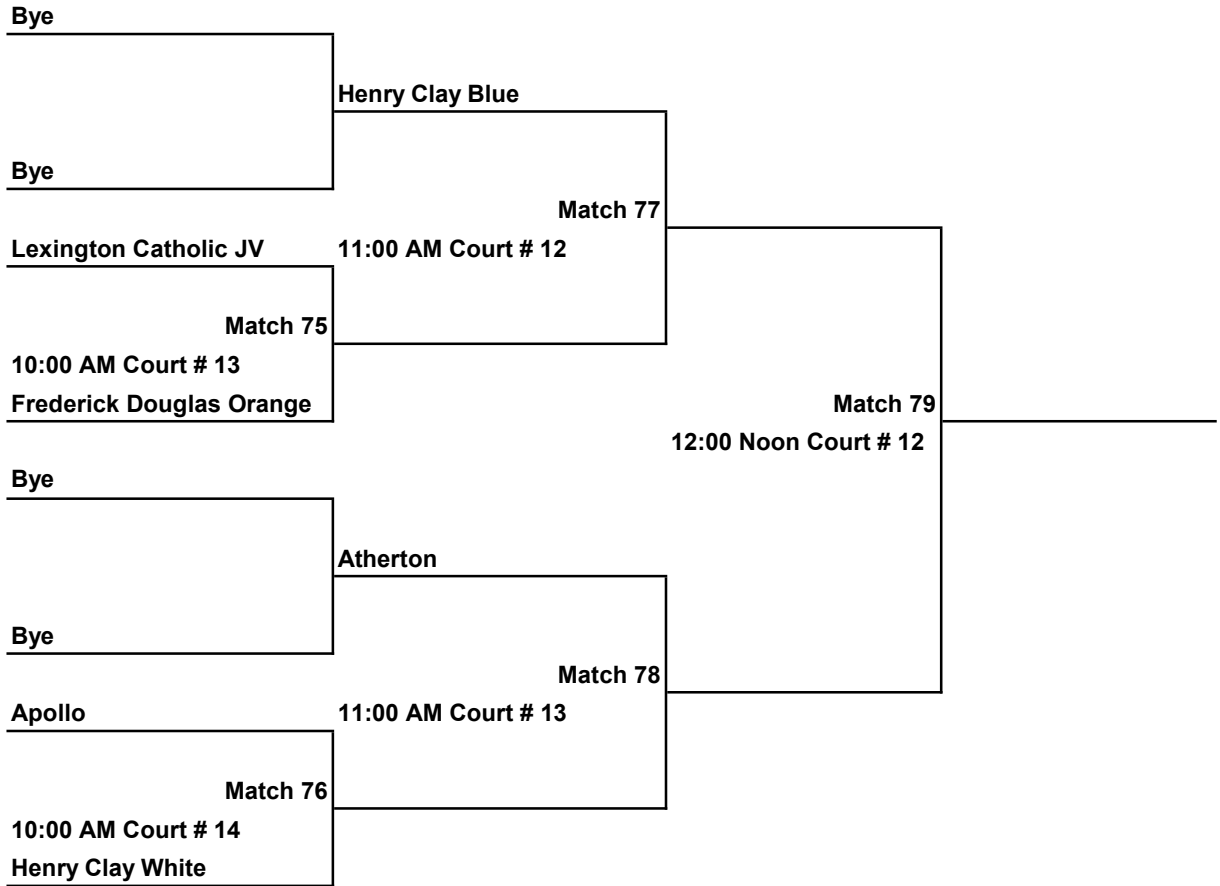 Bye
Henry Clay Blue
Bye
Match 77
Lexington Catholic JV
11:00 AM Court # 12
Match 75
10:00 AM Court # 13
Frederick Douglas Orange
Match 79
12:00 Noon Court # 12
Bye
Atherton
Bye
Match 78
Apollo
11:00 AM Court # 13
Match 76
10:00 AM Court # 14
Henry Clay White